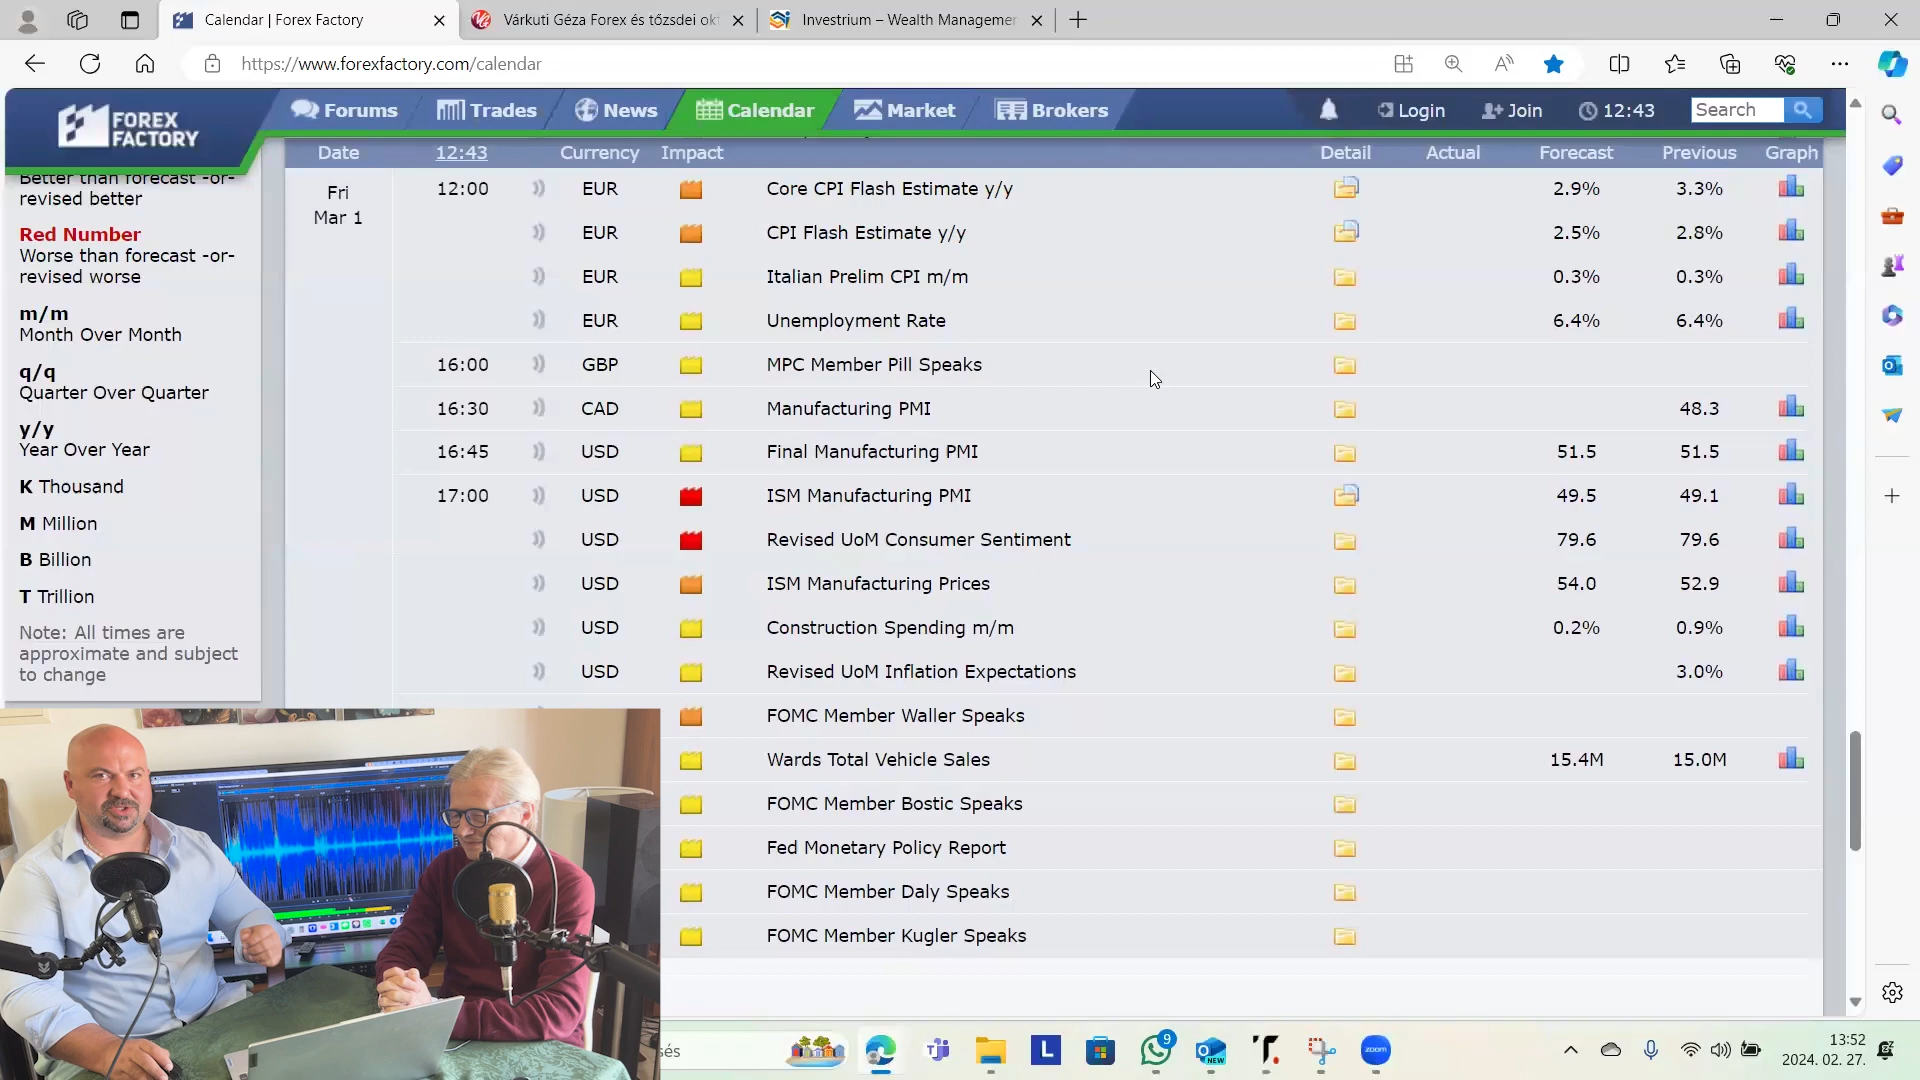 Calendar | Forex Factory
Várkuti Géza Forex és tőzsdei okt
Investrium – Wealth Managemen
https://www.forexfactory.com/calendar
FOREX FACTORY
Forums
Trades
News
Calendar
Market
Brokers
Login
Join
12:43
Search
Better than forecast -or-
revised better
Red Number
Worse than forecast -or-
revised worse
m/m
Month Over Month
q/q
Quarter Over Quarter
y/y
Year Over Year
K Thousand
M Million
B Billion
T Trillion
Note: All times are
approximate and subject
to change
Date 12:43 Currency Impact Detail Actual Forecast Previous Graph
Fri
Mar 1
12:00 EUR Core CPI Flash Estimate y/y 2.9% 3.3%
EUR CPI Flash Estimate y/y 2.5% 2.8%
EUR Italian Prelim CPI m/m 0.3% 0.3%
EUR Unemployment Rate 6.4% 6.4%
16:00 GBP MPC Member Pill Speaks
16:30 CAD Manufacturing PMI 48.3
16:45 USD Final Manufacturing PMI 51.5 51.5
17:00 USD ISM Manufacturing PMI 49.5 49.1
USD Revised UoM Consumer Sentiment 79.6 79.6
USD ISM Manufacturing Prices 54.0 52.9
USD Construction Spending m/m 0.2% 0.9%
USD Revised UoM Inflation Expectations 3.0%
FOMC Member Waller Speaks
Wards Total Vehicle Sales 15.4M 15.0M
FOMC Member Bostic Speaks
Fed Monetary Policy Report
FOMC Member Daly Speaks
FOMC Member Kugler Speaks
és
L
9
NEW
zoom
13:52
2024. 02. 27.